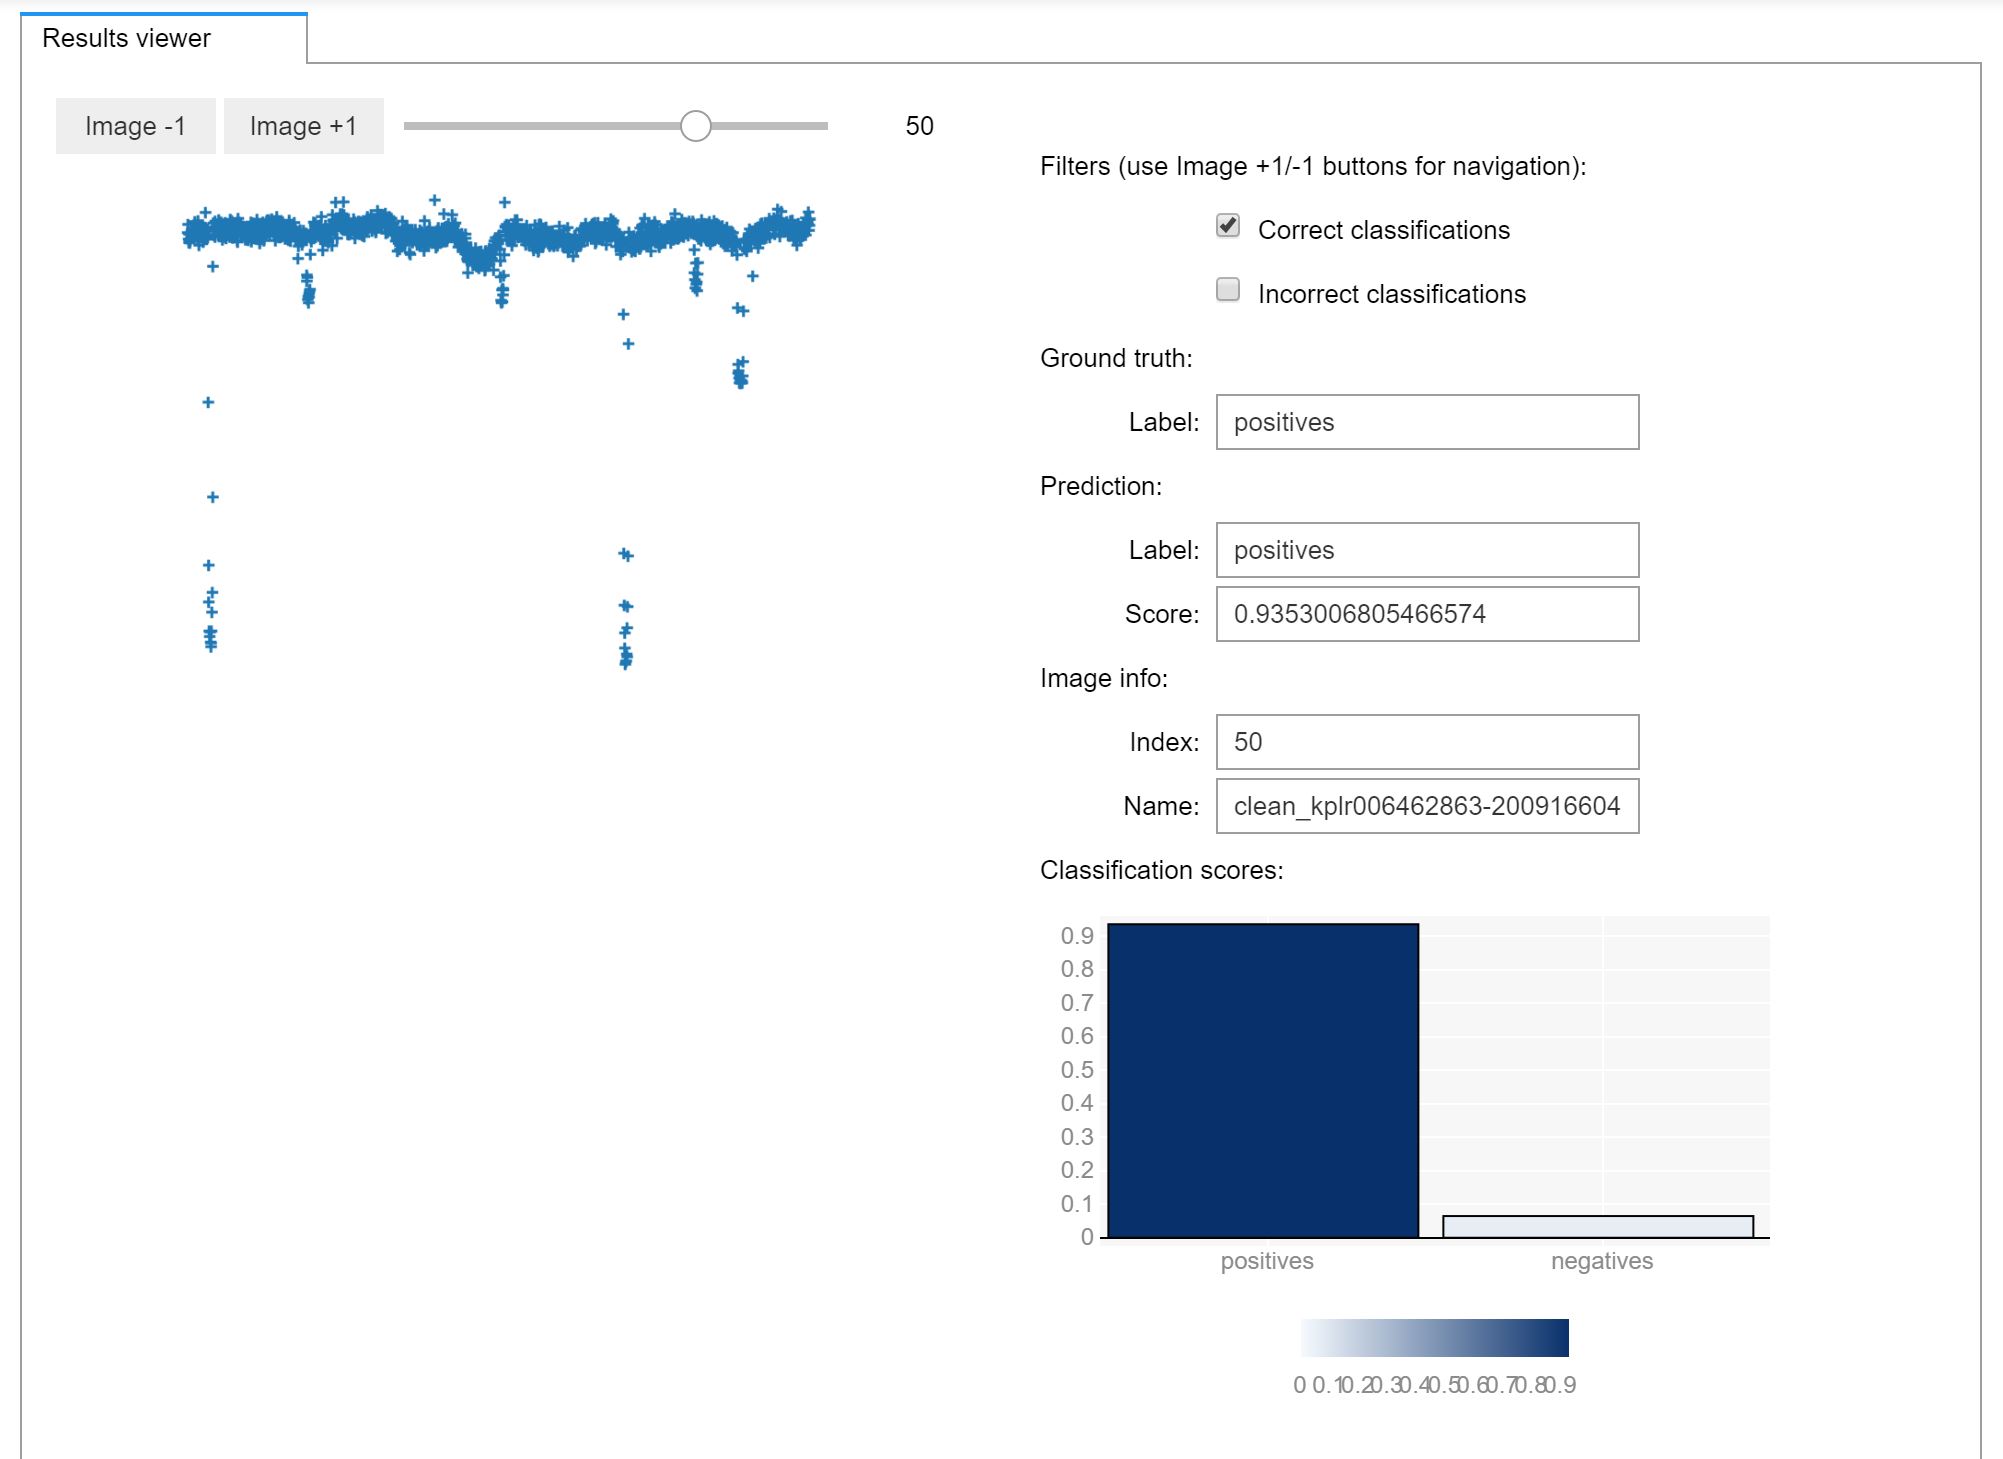 Results viewer
Image -1
Image +1
50
Filters (use Image +1/-1 buttons for navigation):
Correct classifications
Incorrect classifications
Ground truth:
Label: positives
Prediction:
Label: positives
Score: 0.9353006805466574
Image info:
Index: 50
Name: clean_kplr006462863-200916604
Classification scores:
0.9
0.8
0.7
0.6
0.5
0.4
0.3
0.2
0.1
0
positives negatives
0 0.1 0.2 0.3 0.4 0.5 0.6 0.7 0.8 0.9